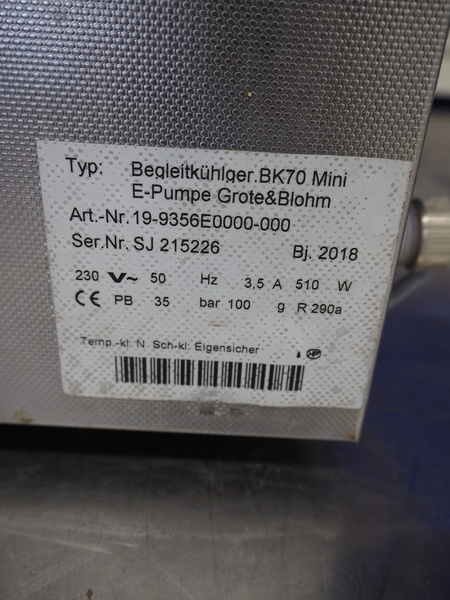 Typ: Begleitkühlger.BK70 Mini
E-Pumpe Grote&Blohm
Art.-Nr. 19-9356E0000-000
Ser.Nr. SJ 215226 Bj. 2018
230 V~ 50 Hz 3,5 A 510 W
CE PB 35 bar 100 g R 290a
Temp.-kl: N Sch-kl: Eigensicher